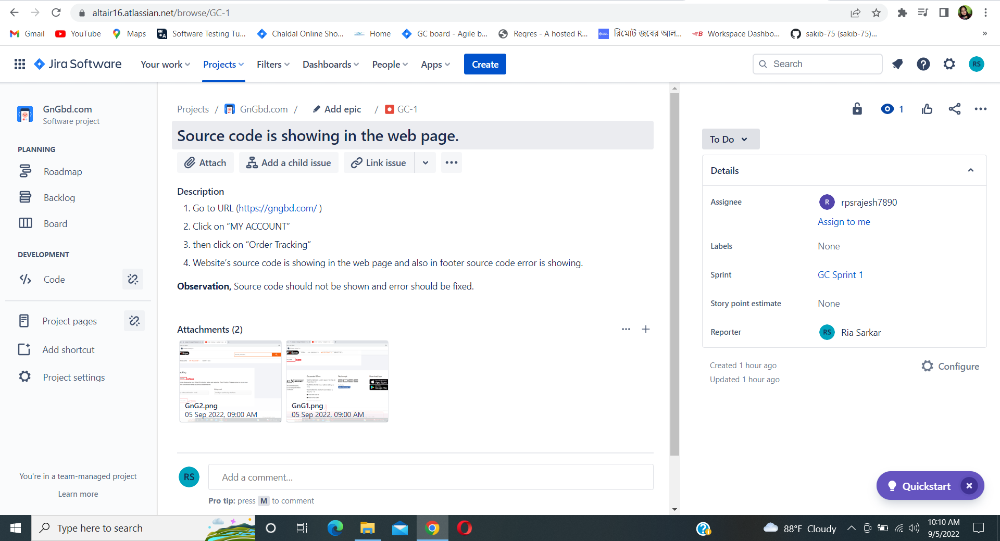 altair16.atlassian.net/browse/GC-1
Gmail YouTube Maps Software Testing Tu... Chaldal Online Sho... Home GC board - Agile b... Reqres - A hosted R... রিমোট জবের আল... Workspace Dashbo... sakib-75 (sakib-75)... »
Jira Software Your work Projects Filters Dashboards People Apps Create Search RS
GnGbd.com
Software project
PLANNING
Roadmap
Backlog
Board
DEVELOPMENT
Code
Project pages
Add shortcut
Project settings
You're in a team-managed project
Learn more
Projects / GnGbd.com / Add epic / GC-1
Source code is showing in the web page.
Attach Add a child issue Link issue
Description
1. Go to URL (https://gngbd.com/ )
2. Click on “MY ACCOUNT”
3. then click on “Order Tracking”
4. Website’s source code is showing in the web page and also in footer source code error is showing.
Observation, Source code should not be shown and error should be fixed.
Attachments (2)
GnG2.png
05 Sep 2022, 09:00 AM
GnG1.png
05 Sep 2022, 09:00 AM
RS Add a comment...
Pro tip: press M to comment
1
To Do
Details
Assignee R rpsrajesh7890
Assign to me
Labels None
Sprint GC Sprint 1
Story point estimate None
Reporter RS Ria Sarkar
Created 1 hour ago
Updated 1 hour ago
Configure
Quickstart
Type here to search
88°F Cloudy
10:10 AM
9/5/2022